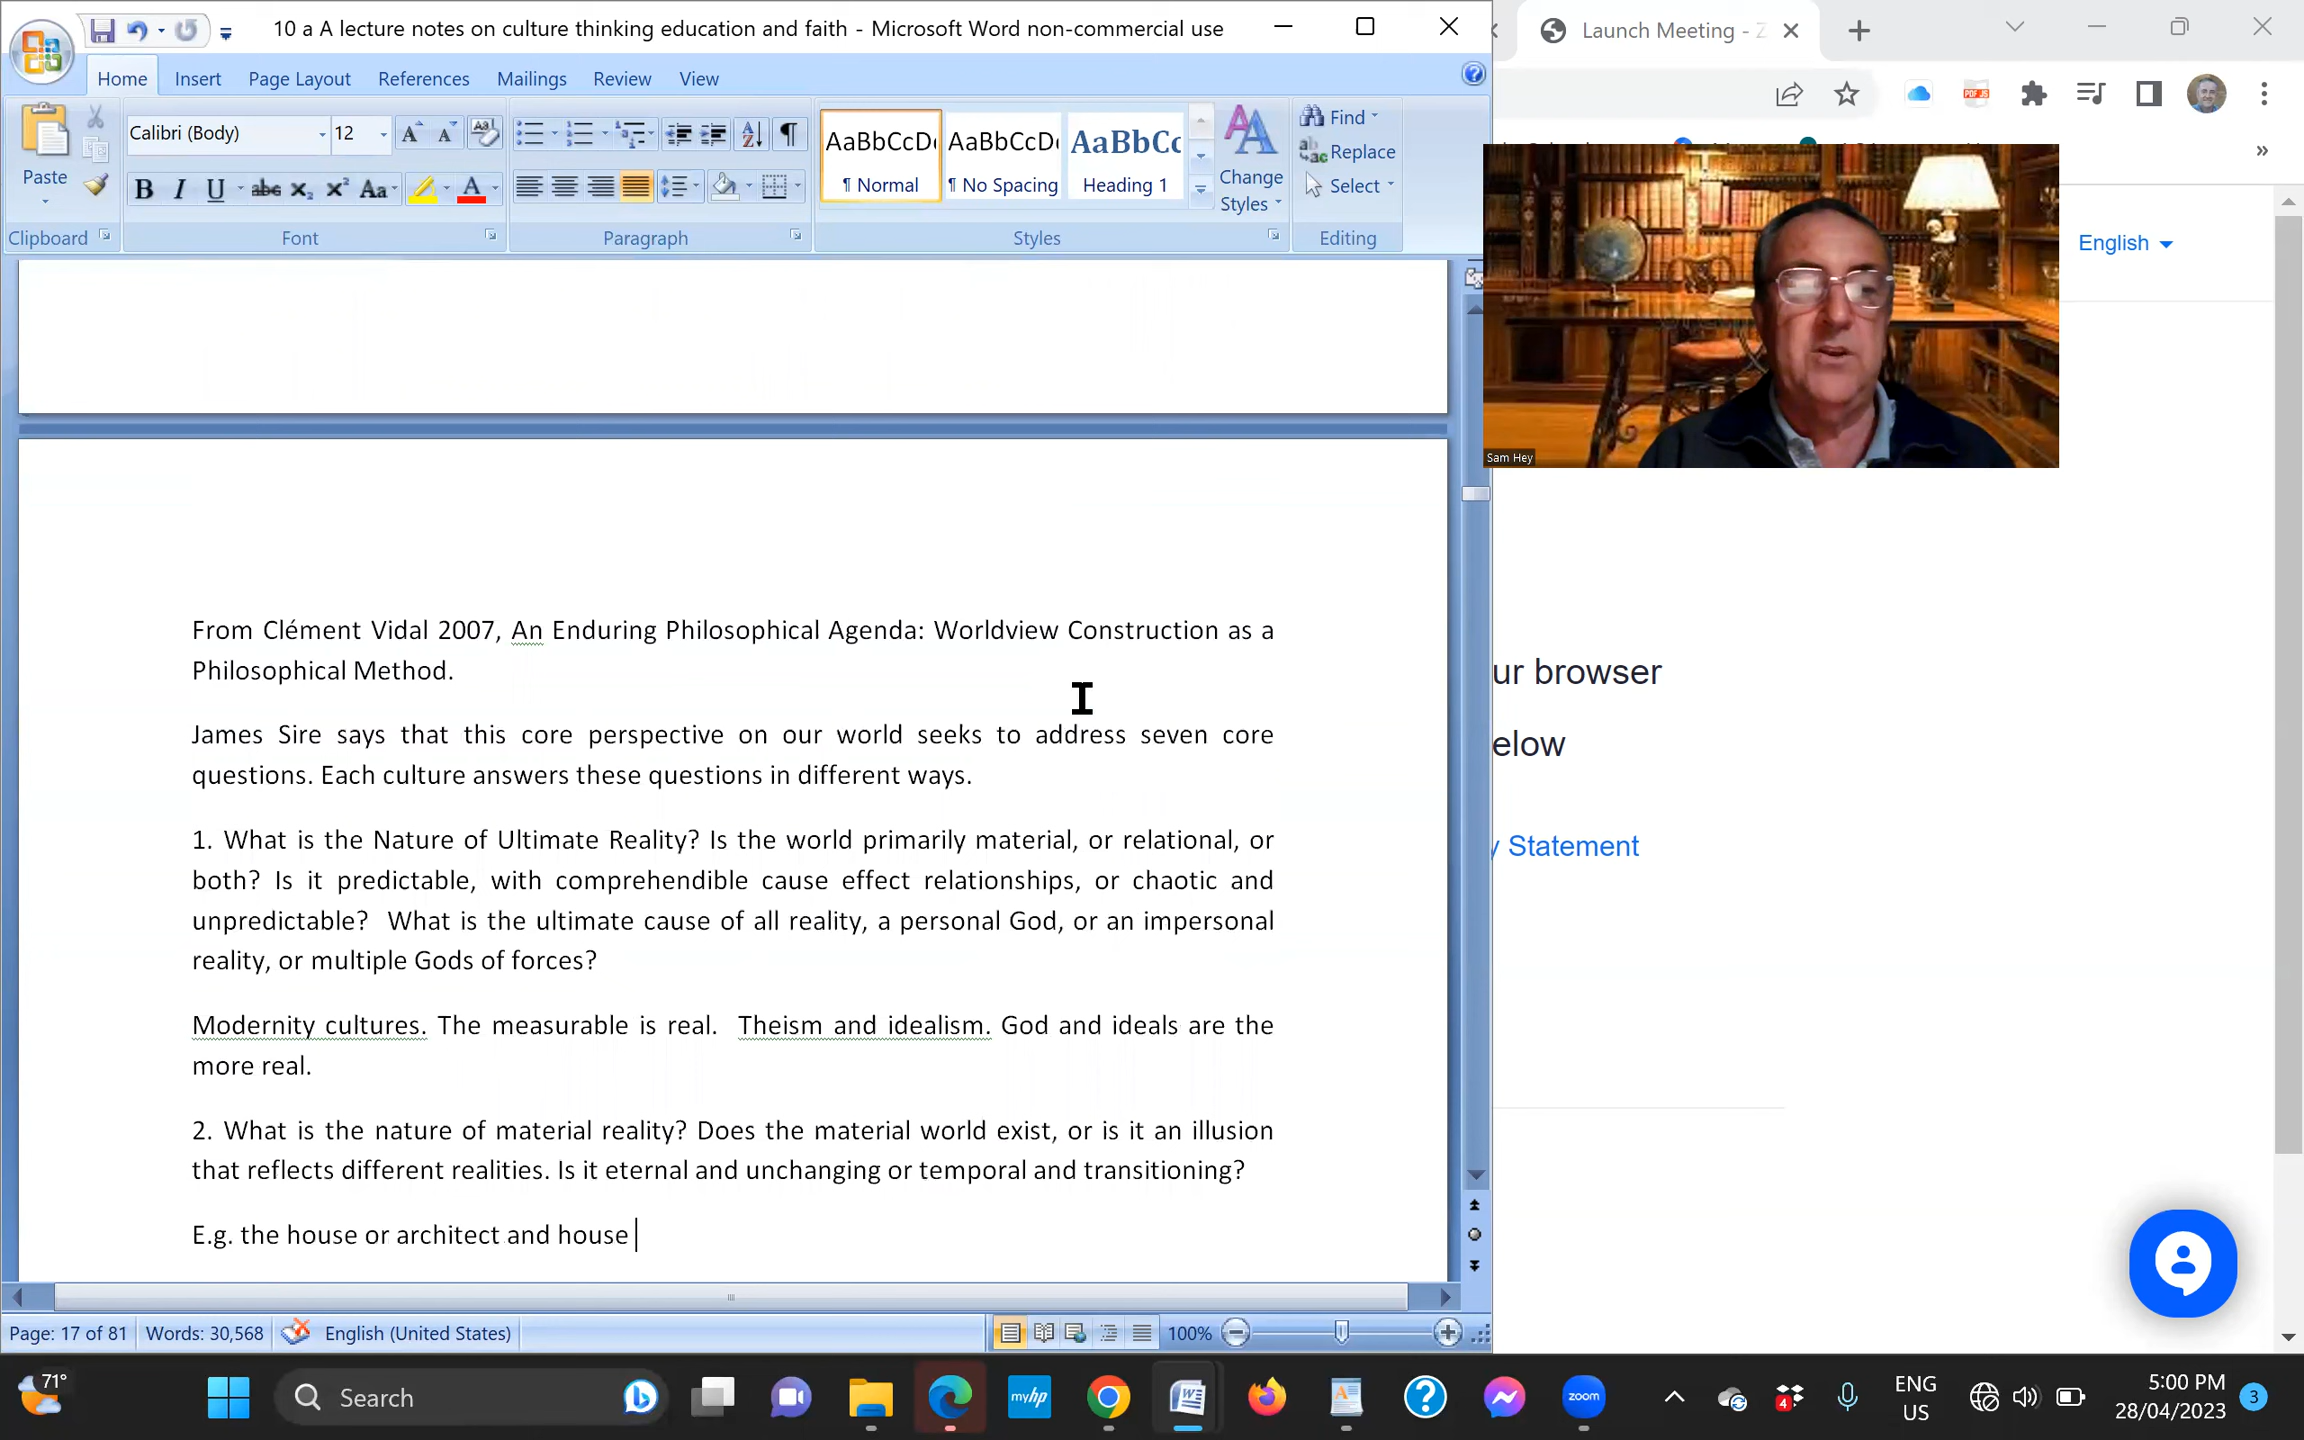 10 a A lecture notes on culture thinking education and faith - Microsoft Word non-commercial use
Launch Meeting - Z
Home Insert Page Layout References Mailings Review View
Paste
Calibri (Body) 12
AaBbCcDc AaBbCcDc AaBbCc
¶ Normal ¶ No Spacing Heading 1
Change Styles
Find
Replace
Select
Clipboard Font Paragraph Styles Editing
PDF JS
English
Sam Hey
From Clément Vidal 2007, An Enduring Philosophical Agenda: Worldview Construction as a
Philosophical Method.
James Sire says that this core perspective on our world seeks to address seven core
questions. Each culture answers these questions in different ways.
1. What is the Nature of Ultimate Reality? Is the world primarily material, or relational, or
both? Is it predictable, with comprehendible cause effect relationships, or chaotic and
unpredictable? What is the ultimate cause of all reality, a personal God, or an impersonal
reality, or multiple Gods of forces?
Modernity cultures. The measurable is real. Theism and idealism. God and ideals are the
more real.
2. What is the nature of material reality? Does the material world exist, or is it an illusion
that reflects different realities. Is it eternal and unchanging or temporal and transitioning?
E.g. the house or architect and house
ur browser
elow
y Statement
Page: 17 of 81 Words: 30,568 English (United States) 100%
71°
Search
myhp
zoom
4
ENG
US
5:00 PM
28/04/2023
3